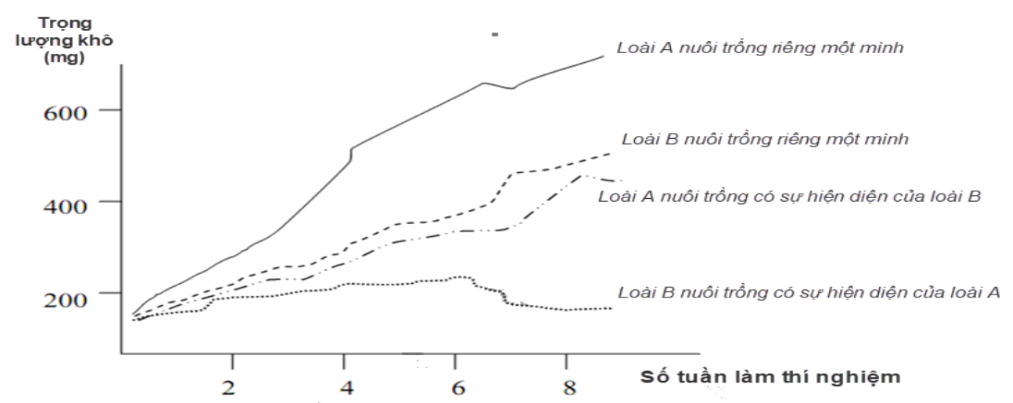 Trọng
lượng khô
(mg)
Loài A nuôi trồng riêng một mình
600
Loài B nuôi trồng riêng một mình
400
Loài A nuôi trồng có sự hiện diện của loài B
200
Loài B nuôi trồng có sự hiện diện của loài A
2
4
6
8
Số tuần làm thí nghiệm